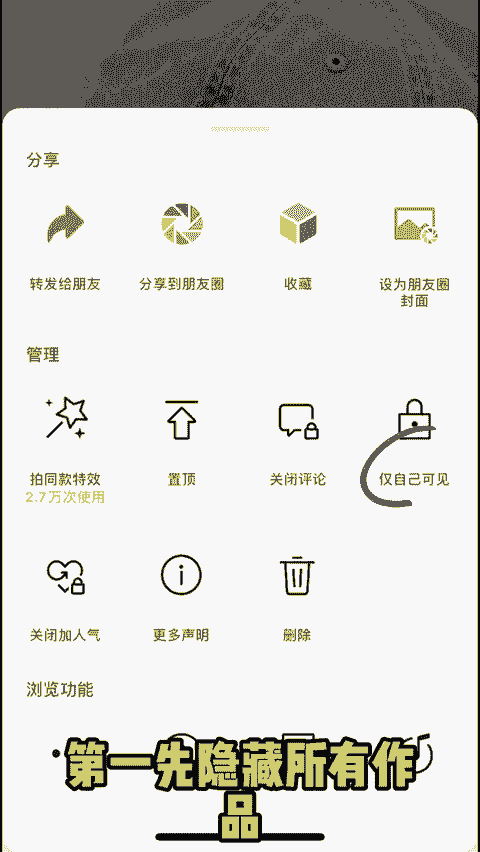 分享
转发给朋友 分享到朋友圈 收藏 设为朋友圈
封面
管理
拍同款特效 置顶 关闭评论 仅自己可见
2.7万次使用
关闭加人气 更多声明 删除
浏览功能
第一先隐藏所有作
品